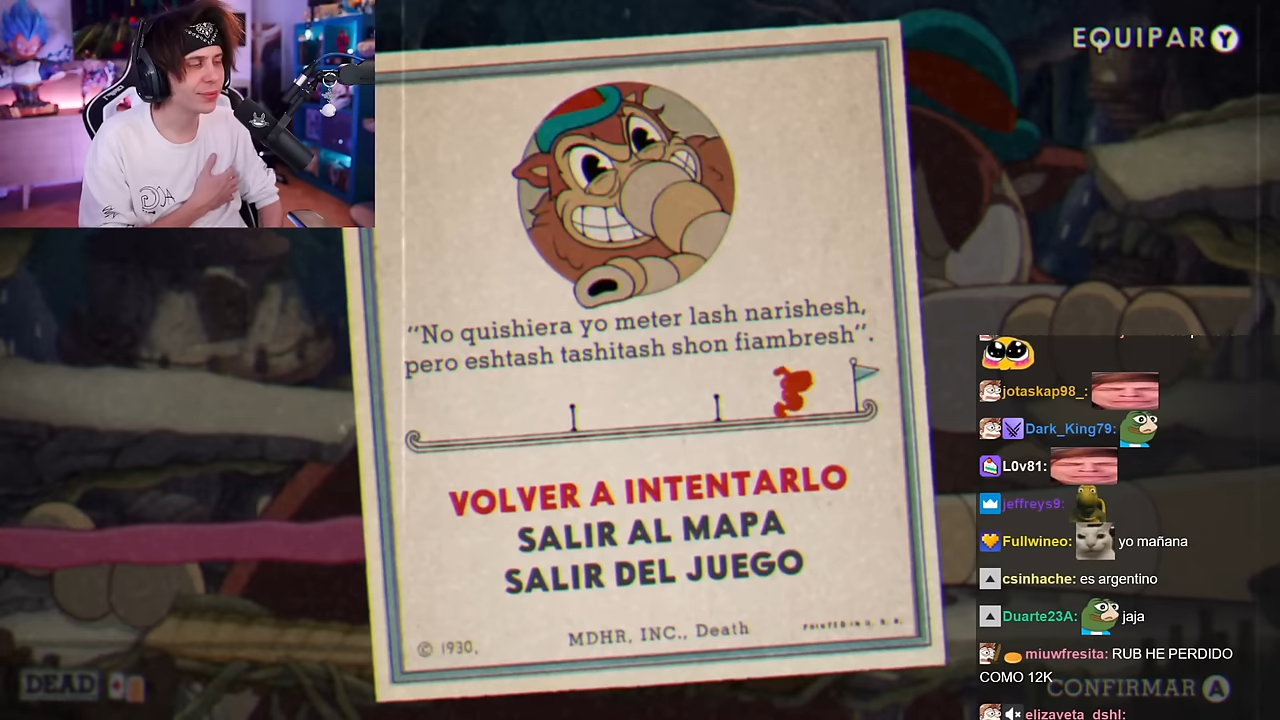 EQUIPAR Y
"No quishiera yo meter lash narishesh,
pero eshtash tashitash shon fiambresh".
VOLVER A INTENTARLO
SALIR AL MAPA
SALIR DEL JUEGO
© 1930, MDHR, INC., Death PRINTED IN U. S. A.
DEAD
CONFIRMAR A
jotaskap98_:
Dark_King79:
L0v81:
jeffreys9:
Fullwineo: yo mañana
csinhache: es argentino
Duarte23A: jaja
miuwfresita: RUB HE PERDIDO
COMO 12K
elizaveta_dshl: